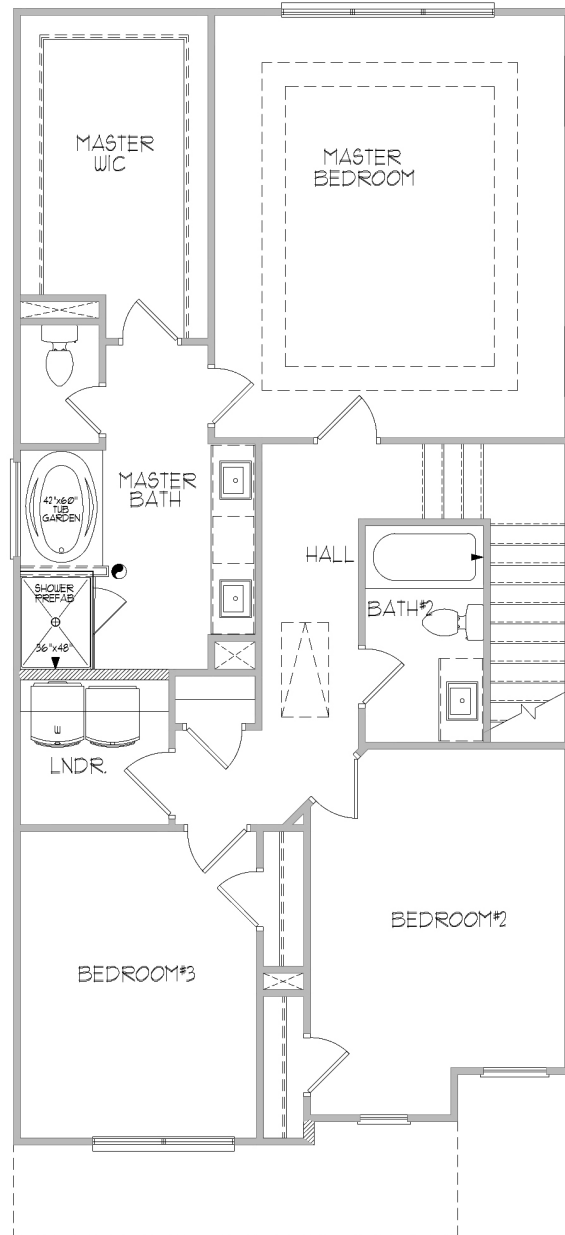 MASTER
WIC
MASTER
BEDROOM
MASTER
BATH
42"x60"
TUB
GARDEN
HALL
SHOWER
PREFAB
36"x48"
BATH#2
W
LNDR.
BEDROOM#2
BEDROOM#3